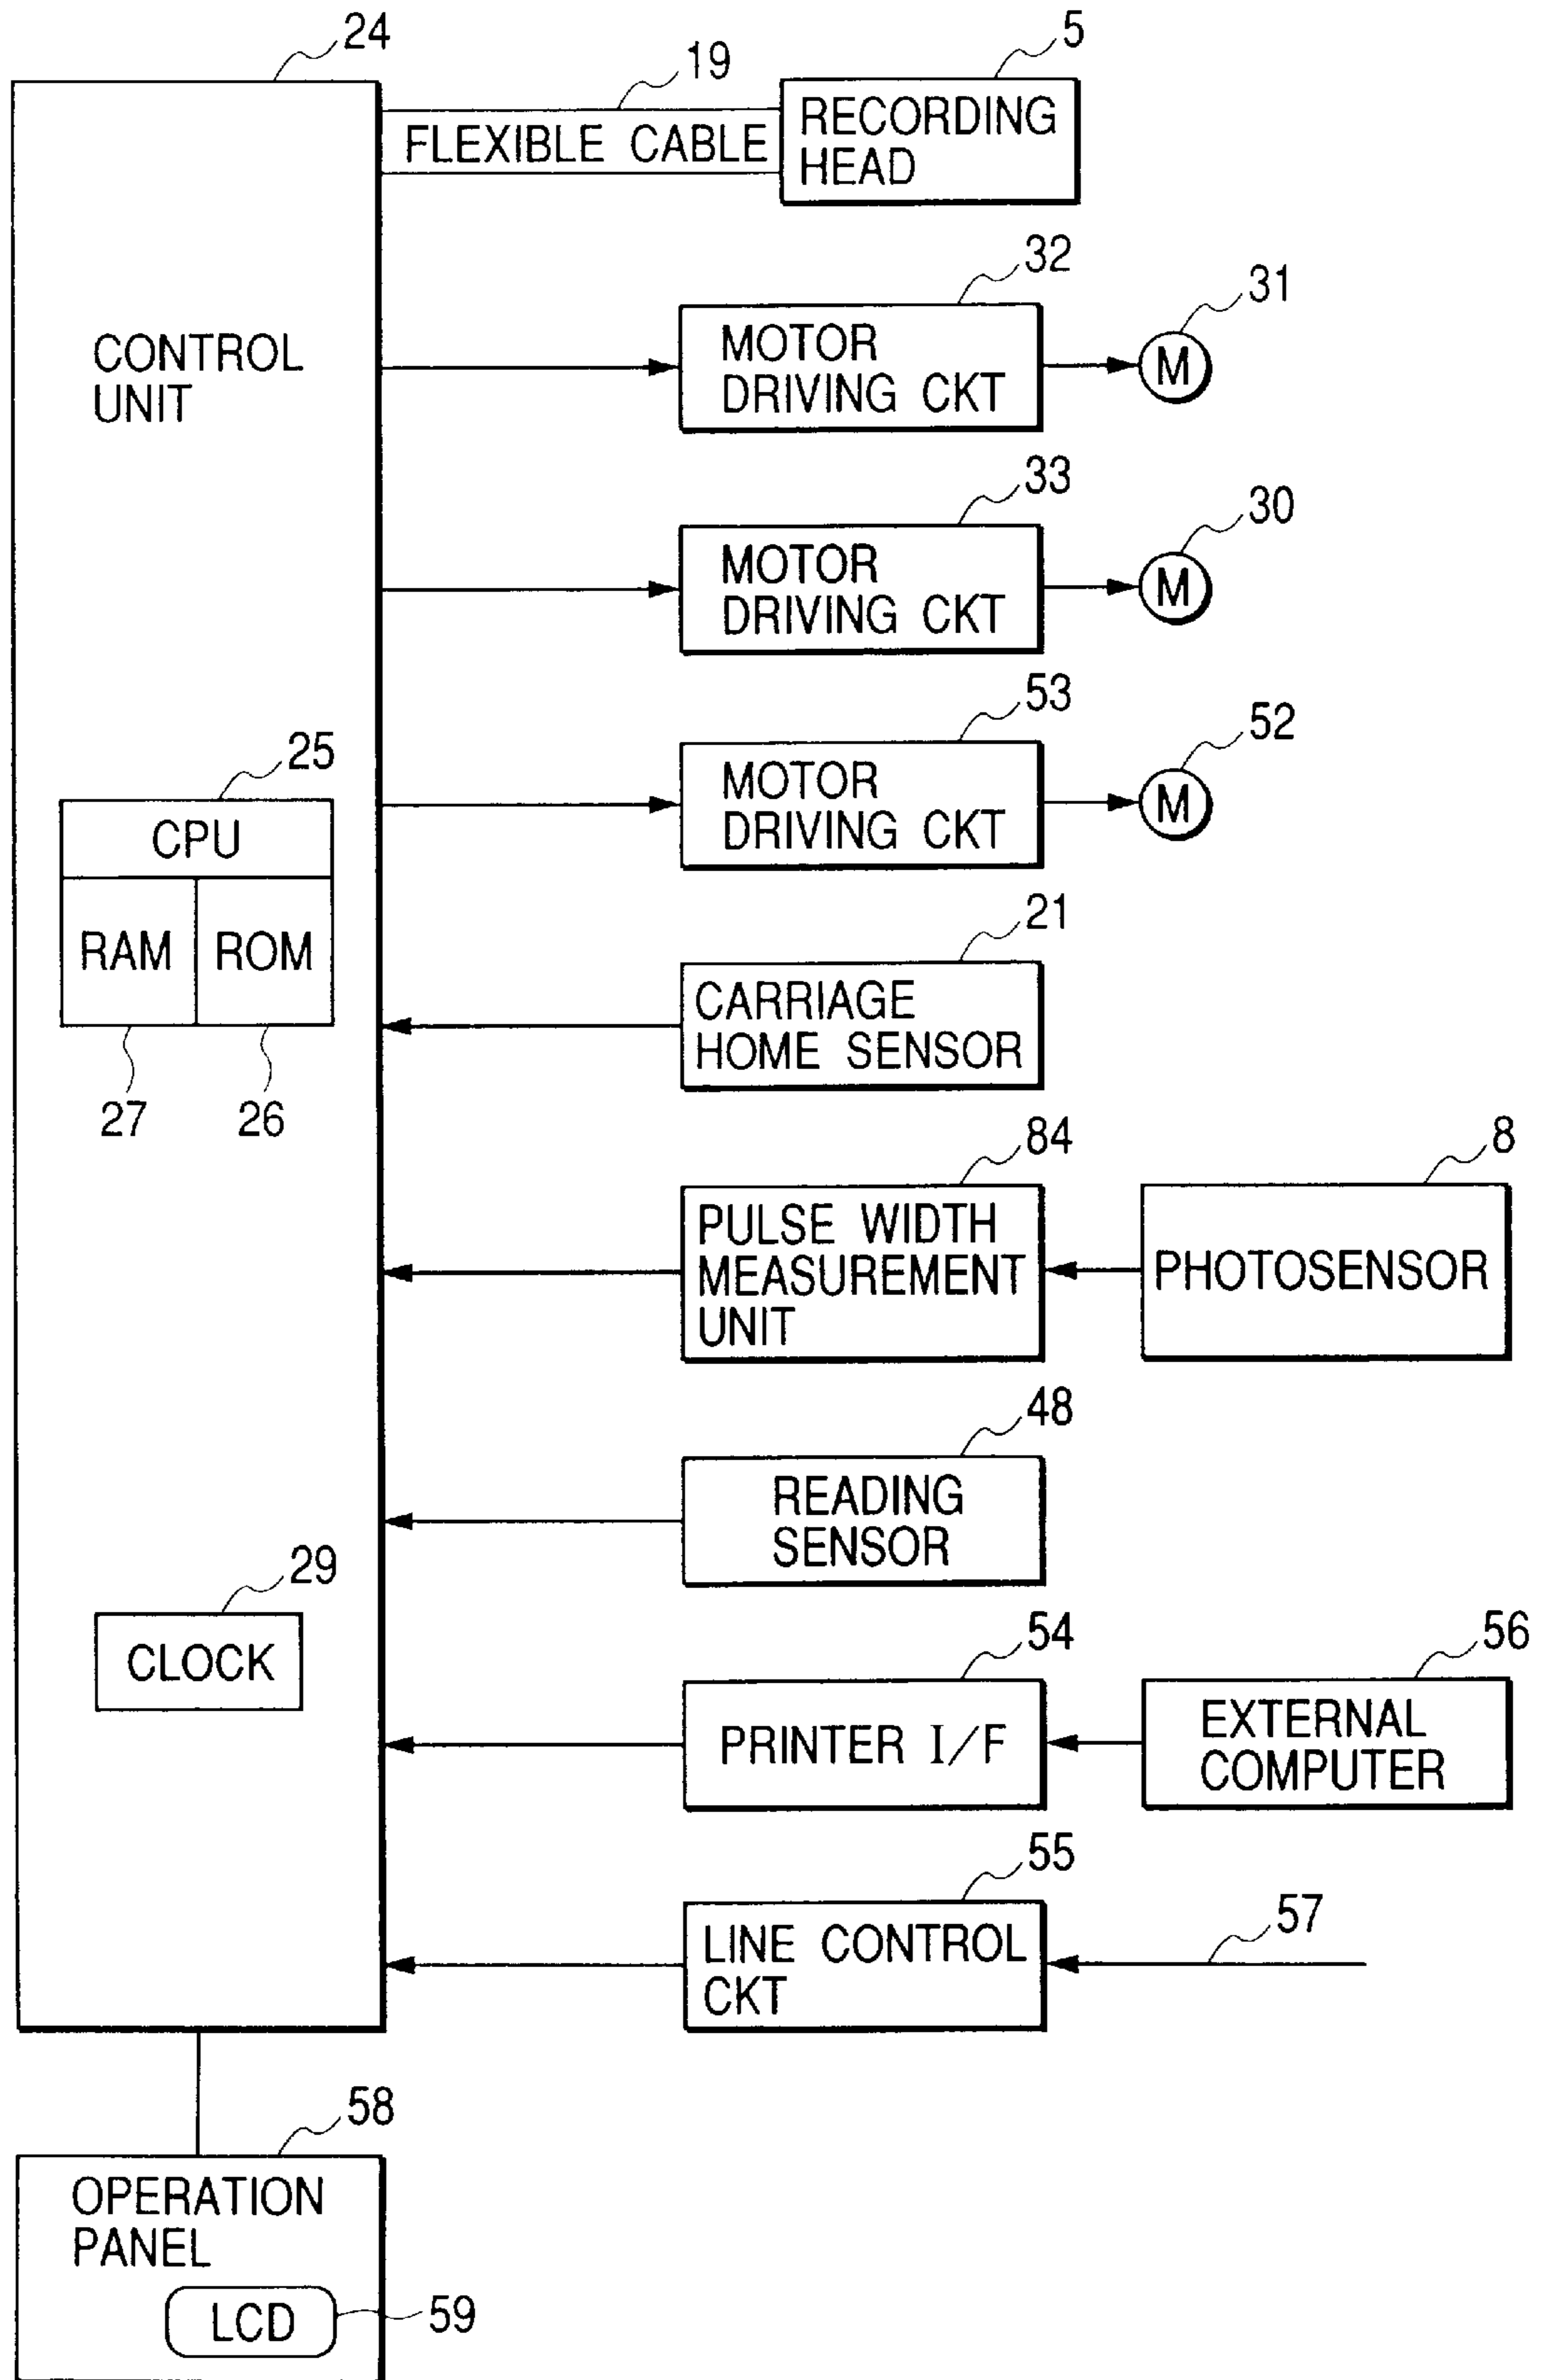 24
19
5
FLEXIBLE CABLE
RECORDING
HEAD
CONTROL
UNIT
32
31
MOTOR
DRIVING CKT
M
33
30
MOTOR
DRIVING CKT
M
53
52
MOTOR
DRIVING CKT
M
25
CPU
RAM
ROM
27
26
21
CARRIAGE
HOME SENSOR
84
8
PULSE WIDTH
MEASUREMENT
UNIT
PHOTOSENSOR
48
READING
SENSOR
29
CLOCK
54
56
PRINTER I/F
EXTERNAL
COMPUTER
55
57
LINE CONTROL
CKT
58
OPERATION
PANEL
LCD
59